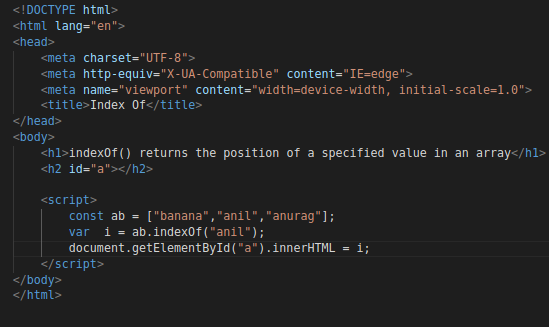 <!DOCTYPE html>
<html lang="en">
<head>
    <meta charset="UTF-8">
    <meta http-equiv="X-UA-Compatible" content="IE=edge">
    <meta name="viewport" content="width=device-width, initial-scale=1.0">
    <title>Index Of</title>
</head>
<body>
    <h1>indexOf() returns the position of a specified value in an array</h1>
    <h2 id="a"></h2>

    <script>
        const ab = ["banana","anil","anurag"];
        var  i = ab.indexOf("anil");
        document.getElementById("a").innerHTML = i;
    </script>
</body>
</html>